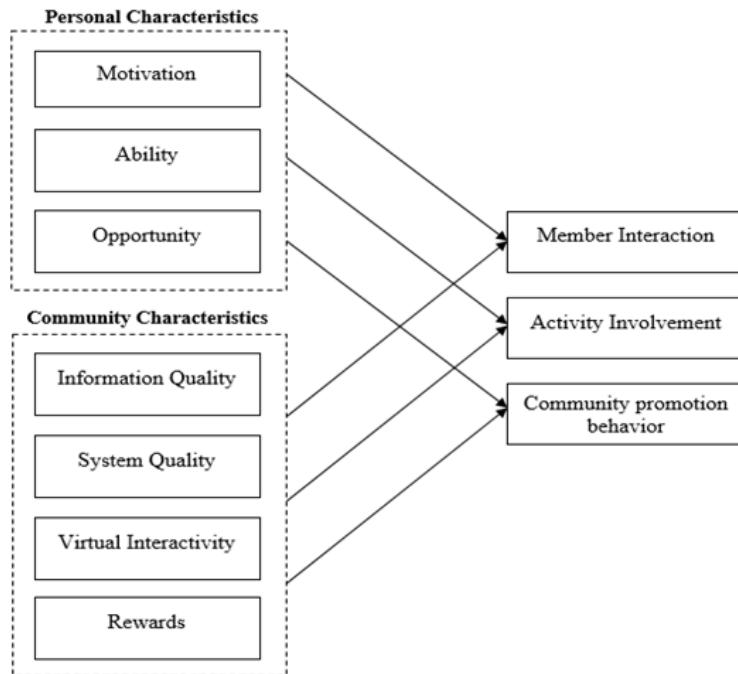 Personal Characteristics
Motivation
Ability
Opportunity
Community Characteristics
Information Quality
System Quality
Virtual Interactivity
Rewards
Member Interaction
Activity Involvement
Community promotion
behavior